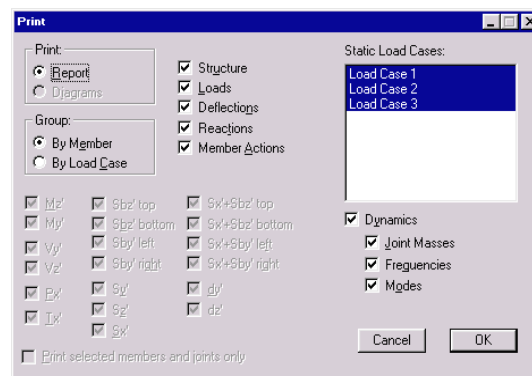 Print
Print:
Report
Djagrams
Group:
By Member
By Load Case
Structure
Loads
Deflections
Reactions
Member Actions
Static Load Cases:
Load Case 1
Load Case 2
Load Case 3
Mz'
My'
Vy'
Vz'
Px'
Tx'
Sbz' top
Sbz' bottom
Sby' left
Sby' right
Sy'
Sz'
Sx'
Sx'+Sbz' top
Sx'+Sbz' bottom
Sx'+Sby' left
Sx'+Sby' right
dy'
dz'
Dynamics
Joint Masses
Frequencies
Modes
Print selected members and joints only
Cancel
OK